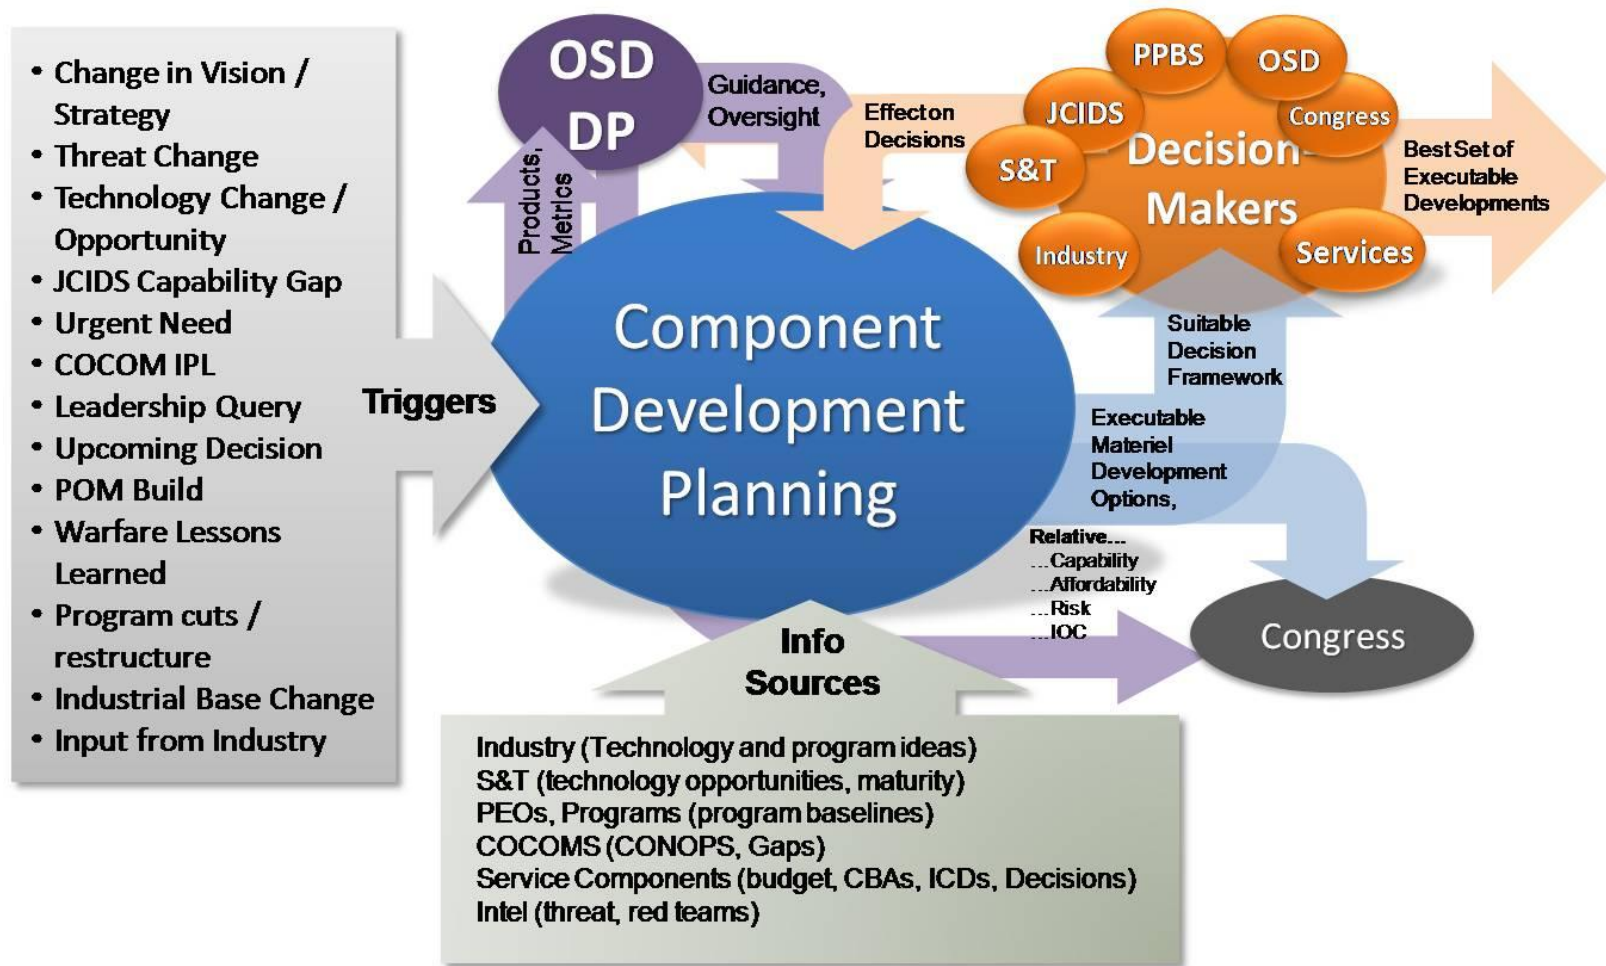 • Change in Vision /
Strategy
• Threat Change
• Technology Change /
Opportunity
• JCIDS Capability Gap
• Urgent Need
• COCOM IPL
• Leadership Query
• Upcoming Decision
• POM Build
• Warfare Lessons
Learned
• Program cuts /
restructure
• Industrial Base Change
• Input from Industry
Triggers
OSD
DP
Products,
Metrics
Guidance,
Oversight
Effect on
Decisions
Component
Development
Planning
PPBS
OSD
JCIDS
Congress
S&T
Industry
Services
Decision-
Makers
Best Set of
Executable
Developments
Suitable
Decision
Framework
Executable
Materiel
Development
Options,
Relative...
...Capability
...Affordability
...Risk
...IOC
Congress
Info
Sources
Industry (Technology and program ideas)
S&T (technology opportunities, maturity)
PEOs, Programs (program baselines)
COCOMS (CONOPS, Gaps)
Service Components (budget, CBAs, ICDs, Decisions)
Intel (threat, red teams)